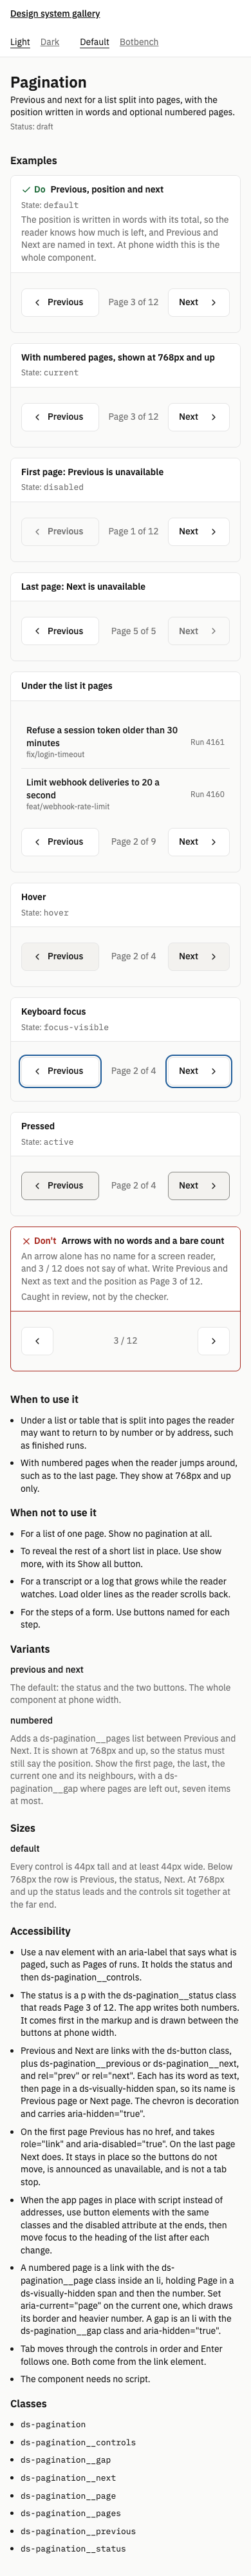 Design system gallery
Light Dark Default Botbench
Pagination
Previous and next for a list split into pages, with the
position written in words and optional numbered pages.
Status: draft
Examples
Do Previous, position and next
State: default
The position is written in words with its total, so the
reader knows how much is left, and Previous and
Next are named in text. At phone width this is the
whole component.
Previous Page 3 of 12 Next
With numbered pages, shown at 768px and up
State: current
Previous Page 3 of 12 Next
First page: Previous is unavailable
State: disabled
Previous Page 1 of 12 Next
Last page: Next is unavailable
Previous Page 5 of 5 Next
Under the list it pages
Refuse a session token older than 30
minutes
fix/login-timeout
Run 4161
Limit webhook deliveries to 20 a
second
feat/webhook-rate-limit
Run 4160
Previous Page 2 of 9 Next
Hover
State: hover
Previous Page 2 of 4 Next
Keyboard focus
State: focus-visible
Previous Page 2 of 4 Next
Pressed
State: active
Previous Page 2 of 4 Next
Don't Arrows with no words and a bare count
An arrow alone has no name for a screen reader,
and 3 / 12 does not say of what. Write Previous and
Next as text and the position as Page 3 of 12.
Caught in review, not by the checker.
3 / 12
When to use it
• Under a list or table that is split into pages the reader
may want to return to by number or by address, such
as finished runs.
• With numbered pages when the reader jumps around,
such as to the last page. They show at 768px and up
only.
When not to use it
• For a list of one page. Show no pagination at all.
• To reveal the rest of a short list in place. Use show
more, with its Show all button.
• For a transcript or a log that grows while the reader
watches. Load older lines as the reader scrolls back.
• For the steps of a form. Use buttons named for each
step.
Variants
previous and next
The default: the status and the two buttons. The whole
component at phone width.
numbered
Adds a ds-pagination__pages list between Previous and
Next. It is shown at 768px and up, so the status must
still say the position. Show the first page, the last, the
current one and its neighbours, with a ds-
pagination__gap where pages are left out, seven items
at most.
Sizes
default
Every control is 44px tall and at least 44px wide. Below
768px the row is Previous, the status, Next. At 768px
and up the status leads and the controls sit together at
the far end.
Accessibility
• Use a nav element with an aria-label that says what is
paged, such as Pages of runs. It holds the status and
then ds-pagination__controls.
• The status is a p with the ds-pagination__status class
that reads Page 3 of 12. The app writes both numbers.
It comes first in the markup and is drawn between the
buttons at phone width.
• Previous and Next are links with the ds-button class,
plus ds-pagination__previous or ds-pagination__next,
and rel="prev" or rel="next". Each has its word as text,
then page in a ds-visually-hidden span, so its name is
Previous page or Next page. The chevron is decoration
and carries aria-hidden="true".
• On the first page Previous has no href, and takes
role="link" and aria-disabled="true". On the last page
Next does. It stays in place so the buttons do not
move, is announced as unavailable, and is not a tab
stop.
• When the app pages in place with script instead of
addresses, use button elements with the same
classes and the disabled attribute at the ends, then
move focus to the heading of the list after each
change.
• A numbered page is a link with the ds-
pagination__page class inside an li, holding Page in a
ds-visually-hidden span and then the number. Set
aria-current="page" on the current one, which draws
its border and heavier number. A gap is an li with the
ds-pagination__gap class and aria-hidden="true".
• Tab moves through the controls in order and Enter
follows one. Both come from the link element.
• The component needs no script.
Classes
• ds-pagination
• ds-pagination__controls
• ds-pagination__gap
• ds-pagination__next
• ds-pagination__page
• ds-pagination__pages
• ds-pagination__previous
• ds-pagination__status